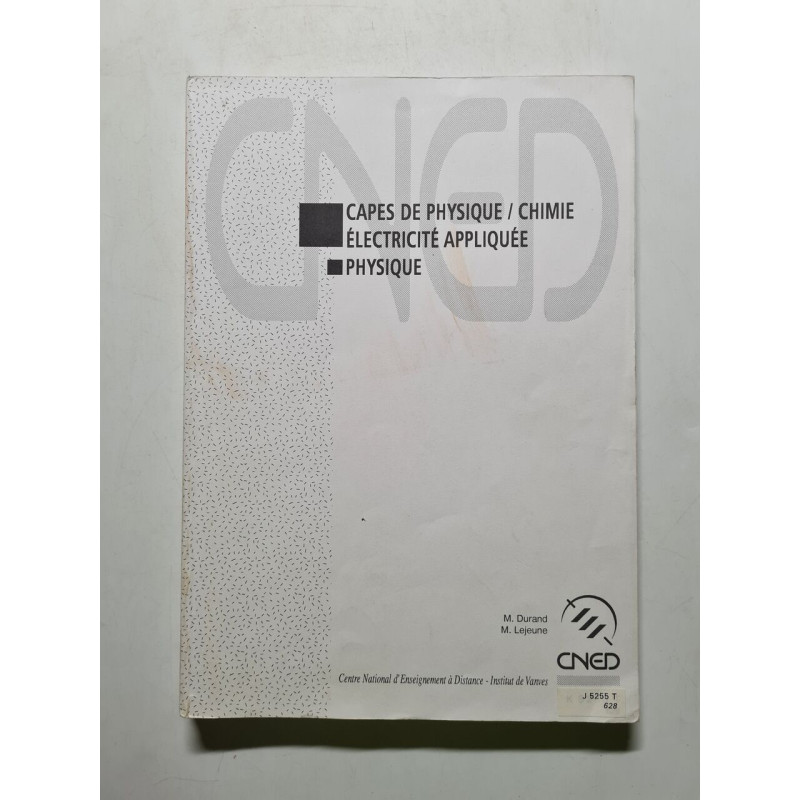 CNED
CAPES DE PHYSIQUE / CHIMIE
ÉLECTRICITÉ APPLIQUÉE
PHYSIQUE
M. Durand
M. Lejeune
CNED
Centre National d'Enseignement à Distance - Institut de Vanves
J 5255 T
628